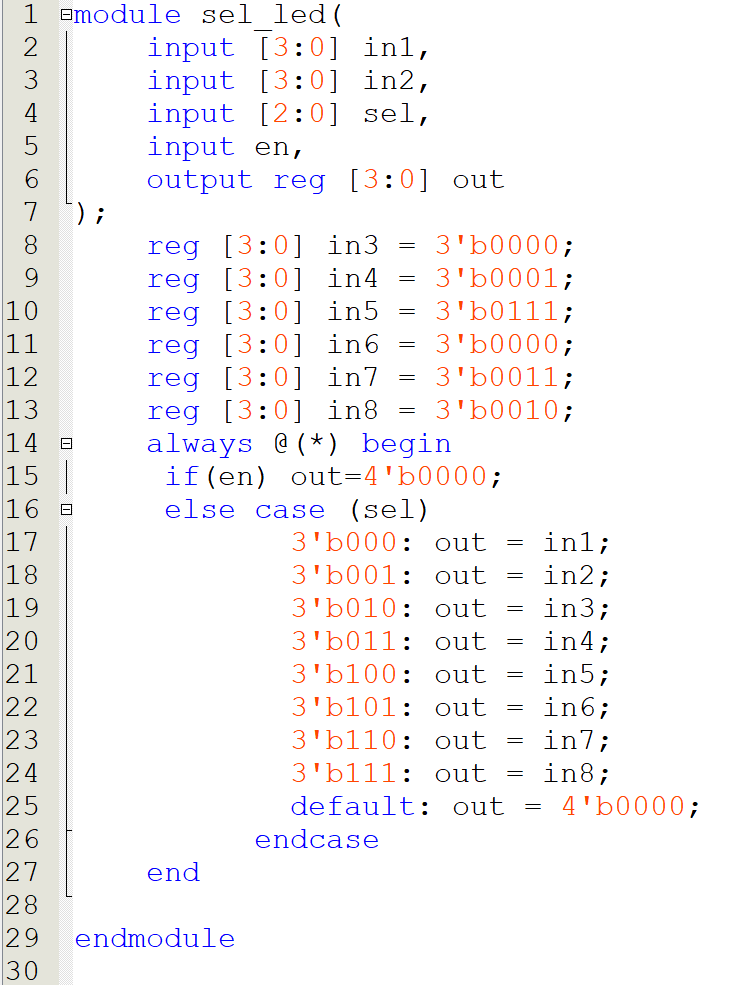 1 module sel_led(
2 input [3:0] in1,
3 input [3:0] in2,
4 input [2:0] sel,
5 input en,
6 output reg [3:0] out
7 );
8 reg [3:0] in3 = 3'b0000;
9 reg [3:0] in4 = 3'b0001;
10 reg [3:0] in5 = 3'b0111;
11 reg [3:0] in6 = 3'b0000;
12 reg [3:0] in7 = 3'b0011;
13 reg [3:0] in8 = 3'b0010;
14 always @(*) begin
15 if(en) out=4'b0000;
16 else case (sel)
17 3'b000: out = in1;
18 3'b001: out = in2;
19 3'b010: out = in3;
20 3'b011: out = in4;
21 3'b100: out = in5;
22 3'b101: out = in6;
23 3'b110: out = in7;
24 3'b111: out = in8;
25 default: out = 4'b0000;
26 endcase
27 end
28
29 endmodule
30